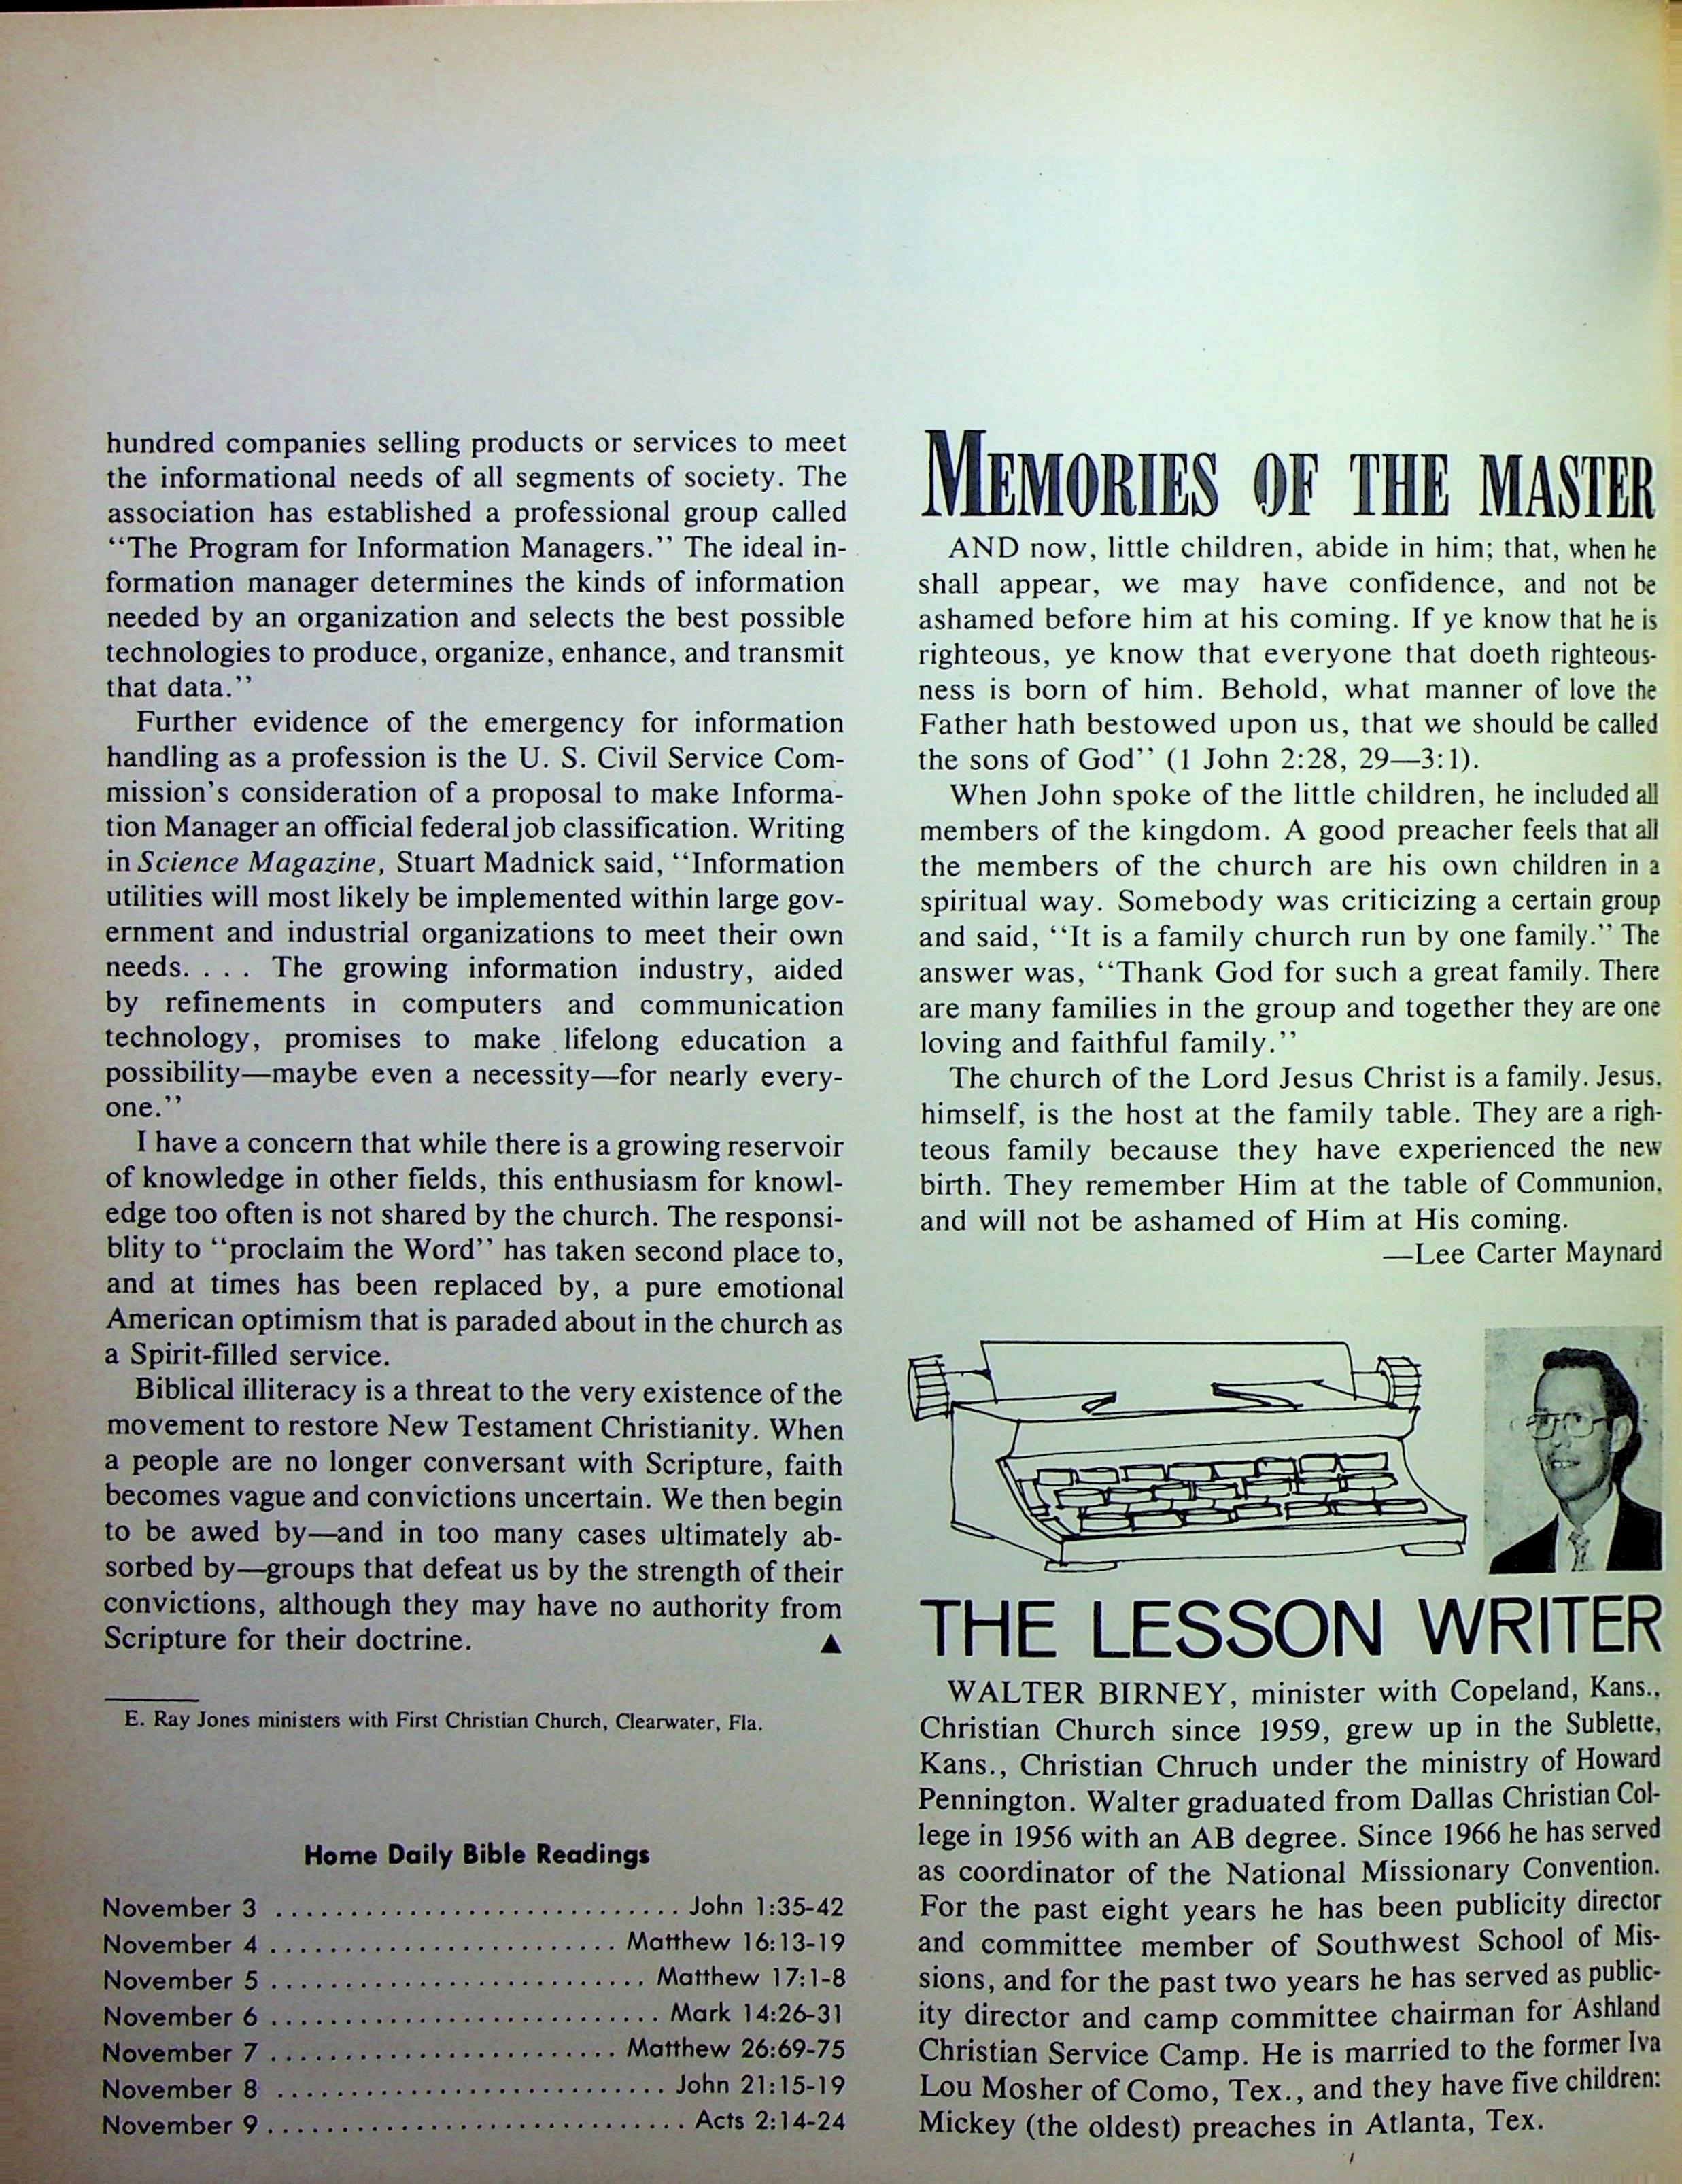 hundred companies selling products or services to meet
the informational needs of all segments of society. The
association has established a professional group called
“The Program for Information Managers.” The ideal in-
formation manager determines the kinds of information
needed by an organization and selects the best possible
technologies to produce, organize, enhance, and transmit
that data.”
Further evidence of the emergency for information
handling as a profession is the U. S. Civil Service Com-
mission’s consideration of a proposal to make Informa-
tion Manager an official federal job classification. Writing
in Science Magazine, Stuart Madnick said, “Information
utilities will most likely be implemented within large gov-
ernment and industrial organizations to meet their own
needs. . . . The growing information industry, aided
by refinements in computers and communication
technology, promises to make lifelong education a
possibility—maybe even a necessity—for nearly every-
one.”
I have a concern that while there is a growing reservoir
of knowledge in other fields, this enthusiasm for knowl-
edge too often is not shared by the church. The responsi-
blity to “proclaim the Word” has taken second place to,
and at times has been replaced by, a pure emotional
American optimism that is paraded about in the church as
a Spirit-filled service.
Biblical illiteracy is a threat to the very existence of the
movement to restore New Testament Christianity. When
a people are no longer conversant with Scripture, faith
becomes vague and convictions uncertain. We then begin
to be awed by—and in too many cases ultimately ab-
sorbed by—groups that defeat us by the strength of their
convictions, although they may have no authority from
Scripture for their doctrine. ▲
E. Ray Jones ministers with First Christian Church, Clearwater, Fla.
Home Daily Bible Readings
November 3 ........................... John 1:35-42
November 4 ....................... Matthew 16:13-19
November 5 ......................... Matthew 17:1-8
November 6 .......................... Mark 14:26-31
November 7 ....................... Matthew 26:69-75
November 8 .......................... John 21:15-19
November 9 ............................ Acts 2:14-24
MEMORIES OF THE MASTER
AND now, little children, abide in him; that, when he
shall appear, we may have confidence, and not be
ashamed before him at his coming. If ye know that he is
righteous, ye know that everyone that doeth righteous-
ness is born of him. Behold, what manner of love the
Father hath bestowed upon us, that we should be called
the sons of God” (1 John 2:28, 29—3:1).
When John spoke of the little children, he included all
members of the kingdom. A good preacher feels that all
the members of the church are his own children in a
spiritual way. Somebody was criticizing a certain group
and said, “It is a family church run by one family.” The
answer was, “Thank God for such a great family. There
are many families in the group and together they are one
loving and faithful family.”
The church of the Lord Jesus Christ is a family. Jesus,
himself, is the host at the family table. They are a righ-
teous family because they have experienced the new
birth. They remember Him at the table of Communion,
and will not be ashamed of Him at His coming.
—Lee Carter Maynard
THE LESSON WRITER
WALTER BIRNEY, minister with Copeland, Kans.,
Christian Church since 1959, grew up in the Sublette,
Kans., Christian Chruch under the ministry of Howard
Pennington. Walter graduated from Dallas Christian Col-
lege in 1956 with an AB degree. Since 1966 he has served
as coordinator of the National Missionary Convention.
For the past eight years he has been publicity director
and committee member of Southwest School of Mis-
sions, and for the past two years he has served as public-
ity director and camp committee chairman for Ashland
Christian Service Camp. He is married to the former Iva
Lou Mosher of Como, Tex., and they have five children:
Mickey (the oldest) preaches in Atlanta, Tex.